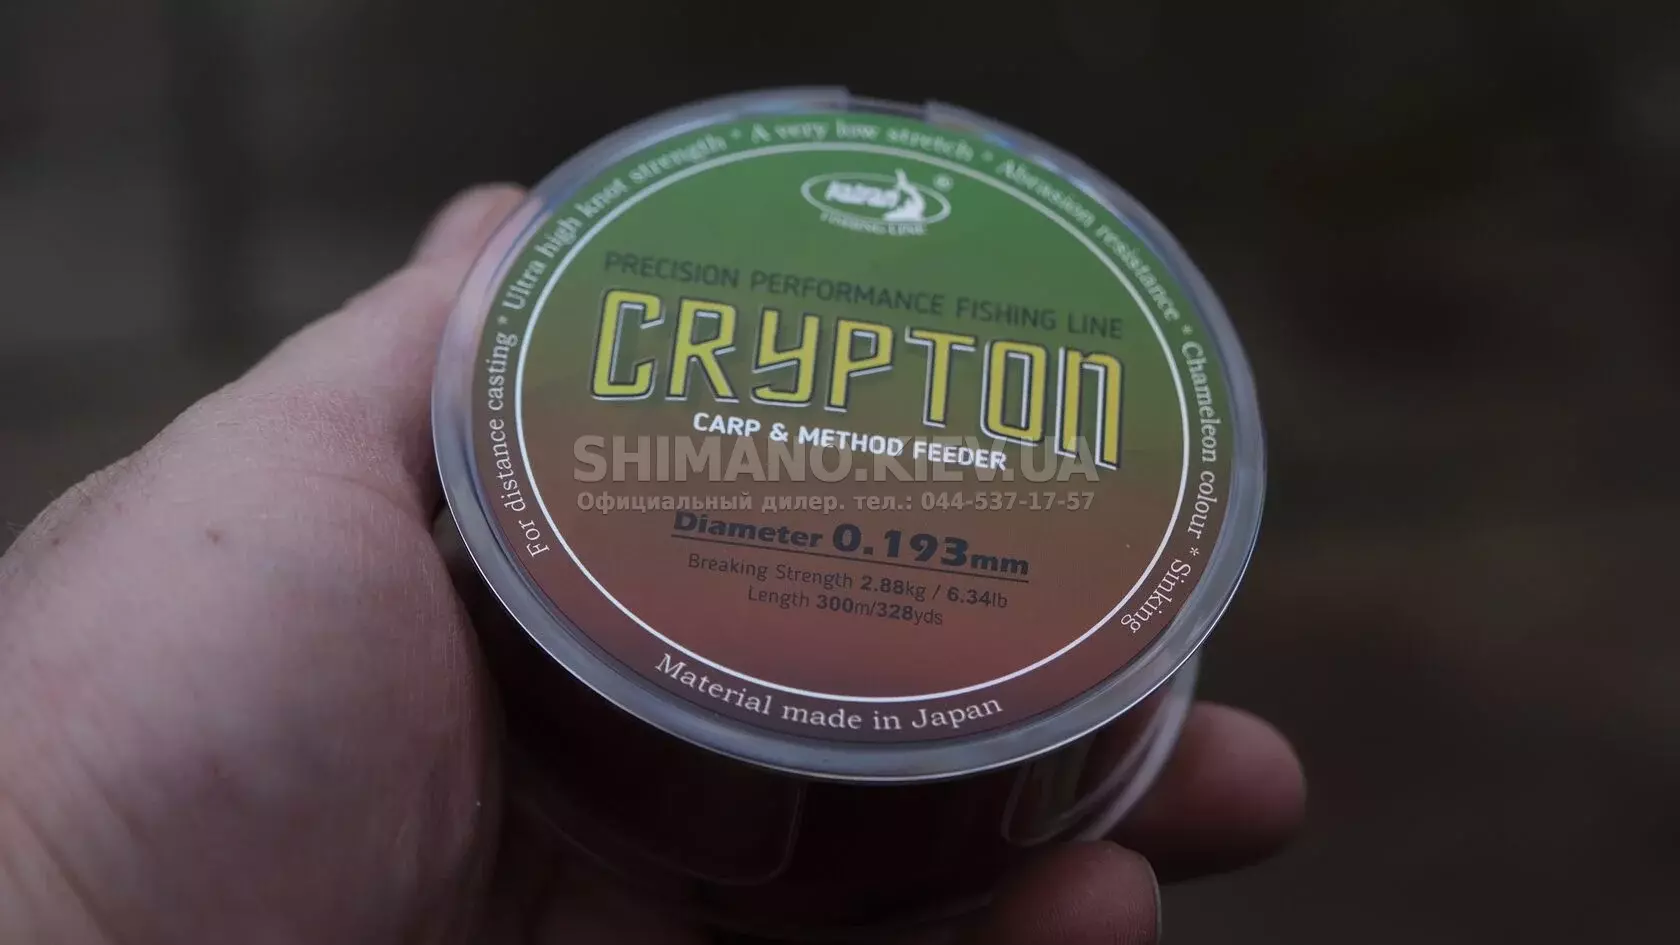 For distance casting * Ultra high knot strength * A very low stretch * Abrasion resistance * Chameleon colour * Sinking
KATRAN
FISHING LINE
PRECISION PERFORMANCE FISHING LINE
CRYPTON
CARP & METHOD FEEDER
SHIMANO.KIEV.UA
Официальный дилер. тел.: 044-537-17-57
Diameter 0.193mm
Breaking Strength 2.88kg / 6.34lb
Length 300m/328yds
Material made in Japan